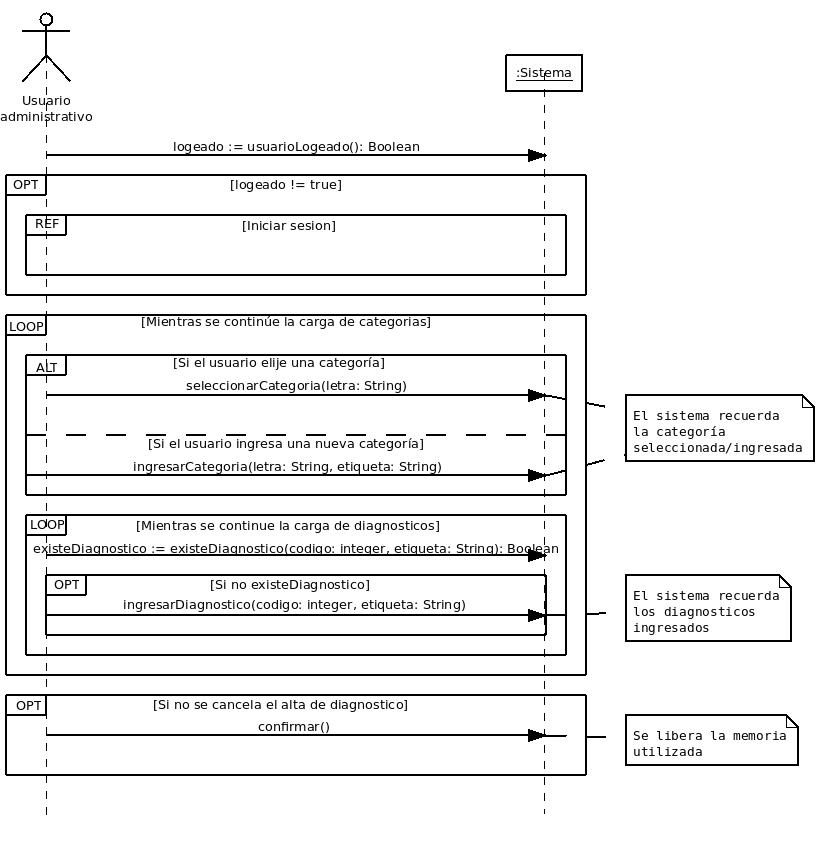 Usuario
administrativo
:Sistema
logeado := usuarioLogeado(): Boolean
OPT
[logeado != true]
REF
[Iniciar sesion]
LOOP
[Mientras se continúe la carga de categorias]
ALT
[Si el usuario elije una categoría]
seleccionarCategoria(letra: String)
[Si el usuario ingresa una nueva categoría]
ingresarCategoria(letra: String, etiqueta: String)
El sistema recuerda
la categoría
seleccionada/ingresada
LOOP
[Mientras se continue la carga de diagnosticos]
existeDiagnostico := existeDiagnostico(codigo: integer, etiqueta: String): Boolean
OPT
[Si no existeDiagnostico]
ingresarDiagnostico(codigo: integer, etiqueta: String)
El sistema recuerda
los diagnosticos
ingresados
OPT
[Si no se cancela el alta de diagnostico]
confirmar()
Se libera la memoria
utilizada